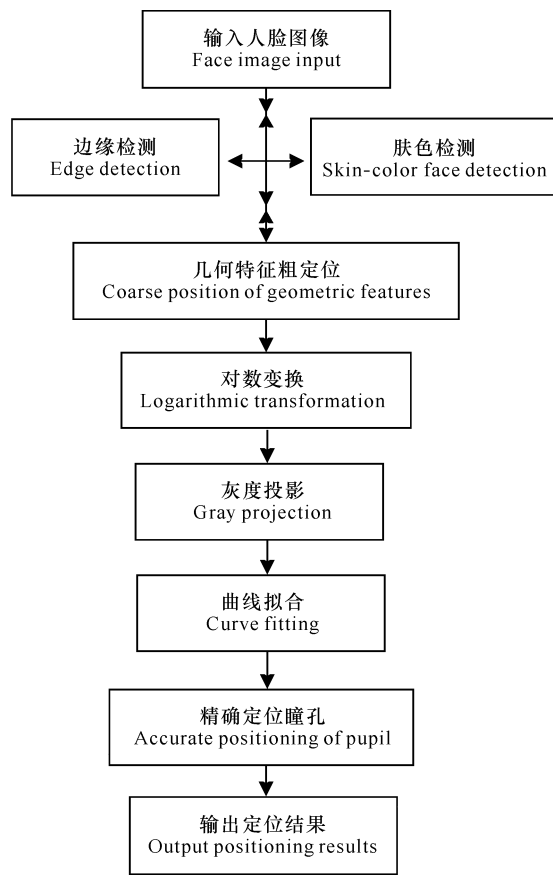 输入人脸图像
Face image input
边缘检测
Edge detection
肤色检测
Skin-color face detection
几何特征粗定位
Coarse position of geometric features
对数变换
Logarithmic transformation
灰度投影
Gray projection
曲线拟合
Curve fitting
精确定位瞳孔
Accurate positioning of pupil
输出定位结果
Output positioning results